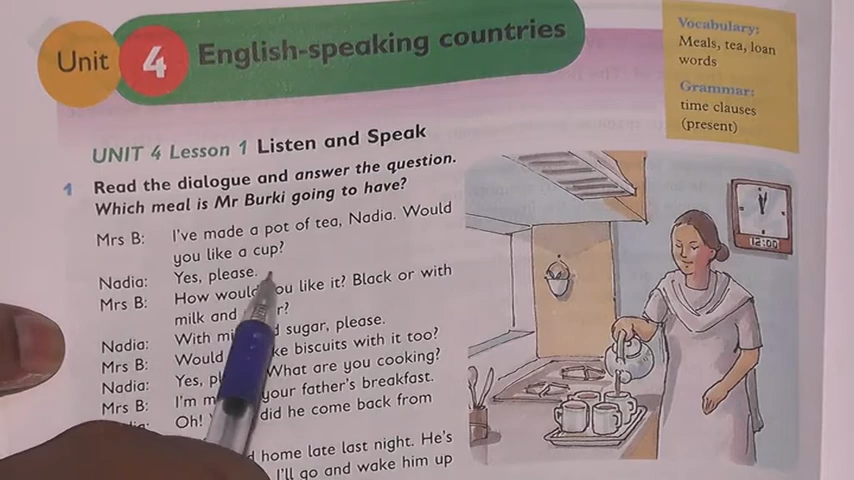 Unit 4 English-speaking countries
Vocabulary:
Meals, tea, loan
words
Grammar:
time clauses
(present)
UNIT 4 Lesson 1 Listen and Speak
1 Read the dialogue and answer the question.
Which meal is Mr Burki going to have?
Mrs B: I've made a pot of tea, Nadia. Would
you like a cup?
Nadia: Yes, please.
Mrs B: How would you like it? Black or with
milk and
Nadia: With sugar, please.
Mrs B: Would biscuits with it too?
Nadia: Yes, What are you cooking?
Mrs B: I'm your father's breakfast.
Oh! did he come back from
home late last night. He's
I'll go and wake him up
12:00